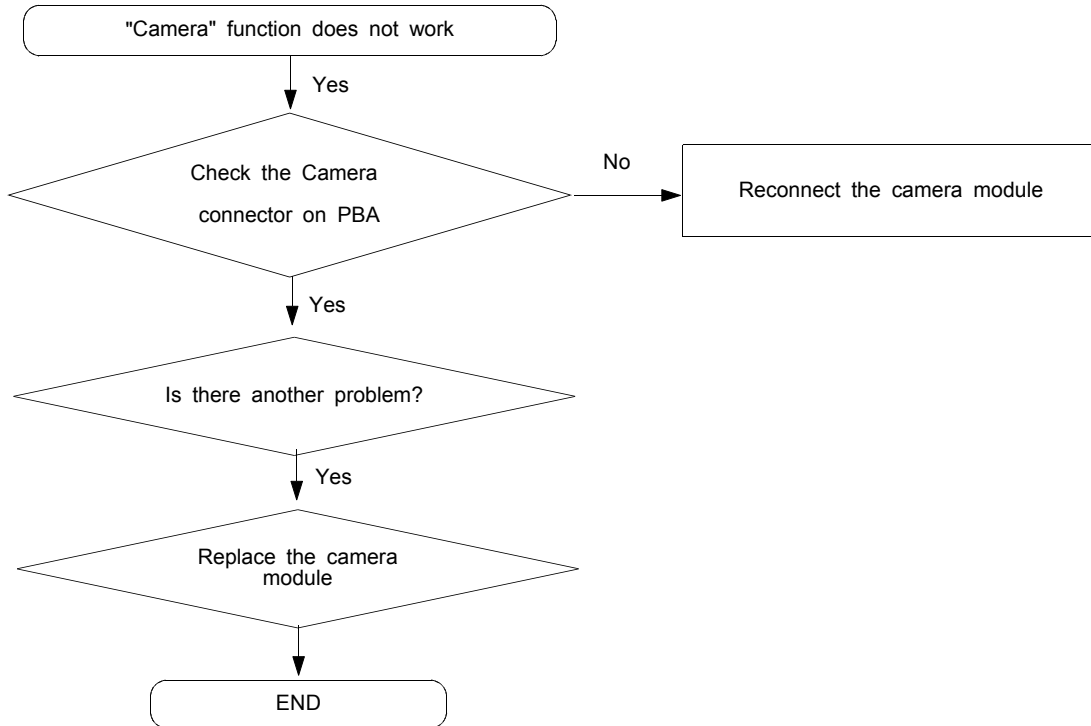 "Camera" function does not work
Yes
Check the Camera
connector on PBA
No
Reconnect the camera module
Yes
Is there another problem?
Yes
Replace the camera
module
END